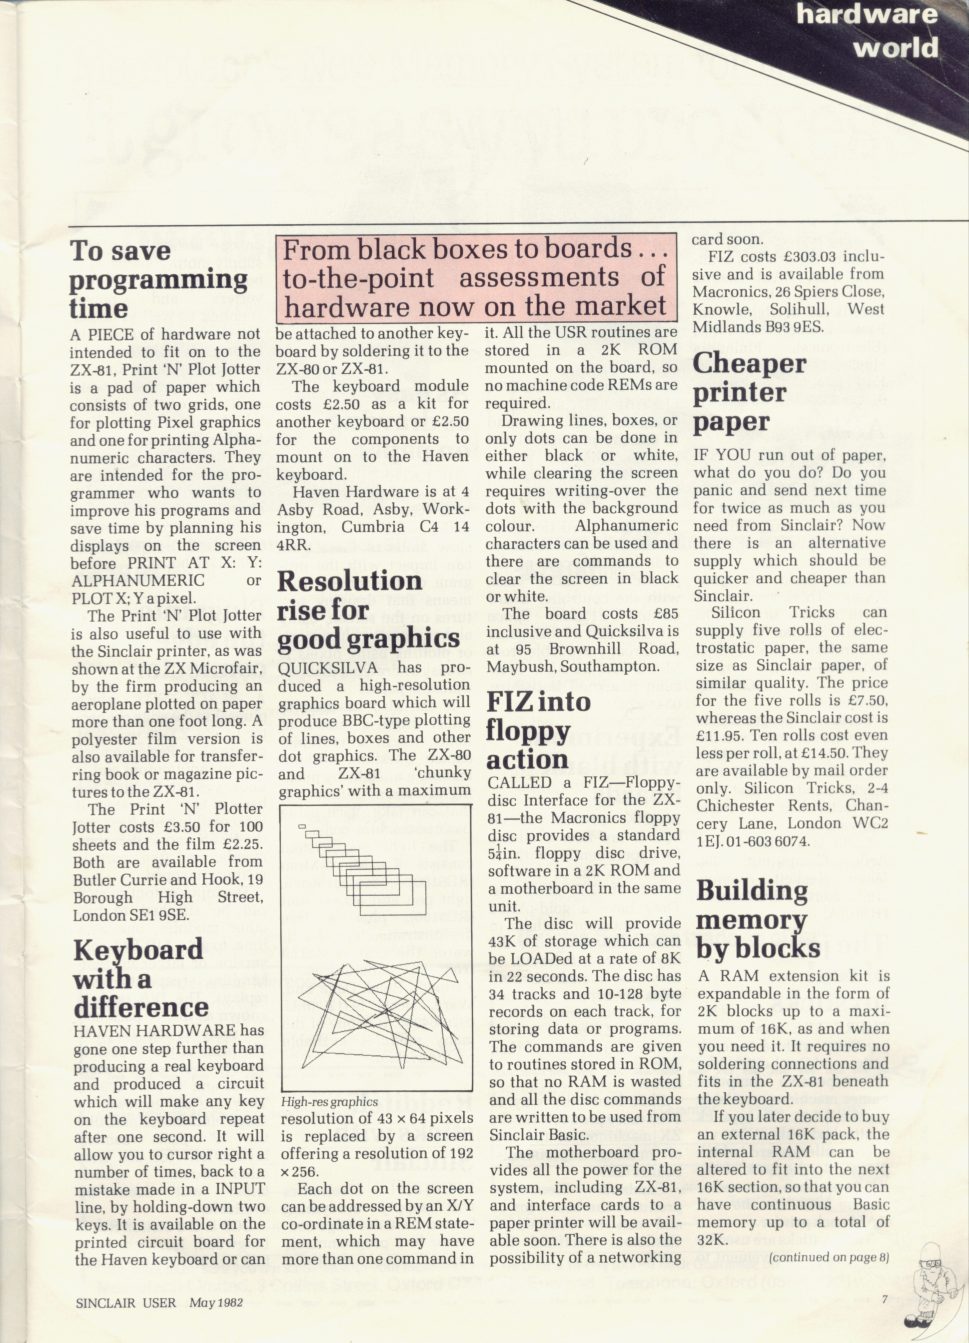 hardware
world
From black boxes to boards . . .
to-the-point assessments of
hardware now on the market
To save
programming
time
A PIECE of hardware not
intended to fit on to the
ZX-81, Print ‘N’ Plot Jotter
is a pad of paper which
consists of two grids, one
for plotting Pixel graphics
and one for printing Alpha-
numeric characters. They
are intended for the pro-
grammer who wants to
improve his programs and
save time by planning his
displays on the screen
before PRINT AT X: Y:
ALPHANUMERIC or
PLOT X; Y a pixel.
The Print ‘N’ Plot Jotter
is also useful to use with
the Sinclair printer, as was
shown at the ZX Microfair,
by the firm producing an
aeroplane plotted on paper
more than one foot long. A
polyester film version is
also available for transfer-
ring book or magazine pic-
tures to the ZX-81.
The Print ‘N’ Plotter
Jotter costs £3.50 for 100
sheets and the film £2.25.
Both are available from
Butler Currie and Hook, 19
Borough High Street,
London SE1 9SE.
Keyboard
with a
difference
HAVEN HARDWARE has
gone one step further than
producing a real keyboard
and produced a circuit
which will make any key
on the keyboard repeat
after one second. It will
allow you to cursor right a
number of times, back to a
mistake made in a INPUT
line, by holding-down two
keys. It is available on the
printed circuit board for
the Haven keyboard or can
be attached to another key-
board by soldering it to the
ZX-80 or ZX-81.
The keyboard module
costs £2.50 as a kit for
another keyboard or £2.50
for the components to
mount on to the Haven
keyboard.
Haven Hardware is at 4
Asby Road, Asby, Work-
ington, Cumbria C4 14
4RR.
Resolution
rise for
good graphics
QUICKSILVA has pro-
duced a high-resolution
graphics board which will
produce BBC-type plotting
of lines, boxes and other
dot graphics. The ZX-80
and ZX-81 ‘chunky
graphics’ with a maximum
High-res graphics
resolution of 43 × 64 pixels
is replaced by a screen
offering a resolution of 192
× 256.
Each dot on the screen
can be addressed by an X/Y
co-ordinate in a REM state-
ment, which may have
more than one command in
it. All the USR routines are
stored in a 2K ROM
mounted on the board, so
no machine code REMs are
required.
Drawing lines, boxes, or
only dots can be done in
either black or white,
while clearing the screen
requires writing-over the
dots with the background
colour. Alphanumeric
characters can be used and
there are commands to
clear the screen in black
or white.
The board costs £85
inclusive and Quicksilva is
at 95 Brownhill Road,
Maybush, Southampton.
FIZ into
floppy
action
CALLED a FIZ—Floppy-
disc Interface for the ZX-
81—the Macronics floppy
disc provides a standard
5¼in. floppy disc drive,
software in a 2K ROM and
a motherboard in the same
unit.
The disc will provide
43K of storage which can
be LOADed at a rate of 8K
in 22 seconds. The disc has
34 tracks and 10-128 byte
records on each track, for
storing data or programs.
The commands are given
to routines stored in ROM,
so that no RAM is wasted
and all the disc commands
are written to be used from
Sinclair Basic.
The motherboard pro-
vides all the power for the
system, including ZX-81,
and interface cards to a
paper printer will be avail-
able soon. There is also the
possibility of a networking
card soon.
FIZ costs £303.03 inclu-
sive and is available from
Macronics, 26 Spiers Close,
Knowle, Solihull, West
Midlands B93 9ES.
Cheaper
printer
paper
IF YOU run out of paper,
what do you do? Do you
panic and send next time
for twice as much as you
need from Sinclair? Now
there is an alternative
supply which should be
quicker and cheaper than
Sinclair.
Silicon Tricks can
supply five rolls of elec-
trostatic paper, the same
size as Sinclair paper, of
similar quality. The price
for the five rolls is £7.50,
whereas the Sinclair cost is
£11.95. Ten rolls cost even
less per roll, at £14.50. They
are available by mail order
only. Silicon Tricks, 2-4
Chichester Rents, Chan-
cery Lane, London WC2
1EJ. 01-603 6074.
Building
memory
by blocks
A RAM extension kit is
expandable in the form of
2K blocks up to a maxi-
mum of 16K, as and when
you need it. It requires no
soldering connections and
fits in the ZX-81 beneath
the keyboard.
If you later decide to buy
an external 16K pack, the
internal RAM can be
altered to fit into the next
16K section, so that you can
have continuous Basic
memory up to a total of
32K.
(continued on page 8)
SINCLAIR USER May 1982
7